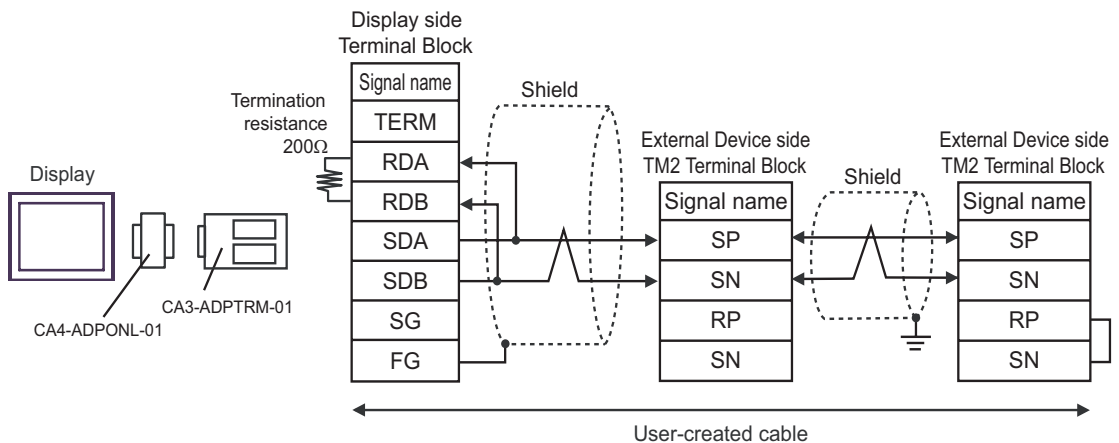 Display side
Terminal Block
Signal name
TERM
RDA
RDB
SDA
SDB
SG
FG
Termination
resistance
200Ω
Shield
Display
CA4-ADPONL-01
CA3-ADPTRM-01
External Device side
TM2 Terminal Block
Signal name
SP
SN
RP
SN
Shield
External Device side
TM2 Terminal Block
Signal name
SP
SN
RP
SN
User-created cable